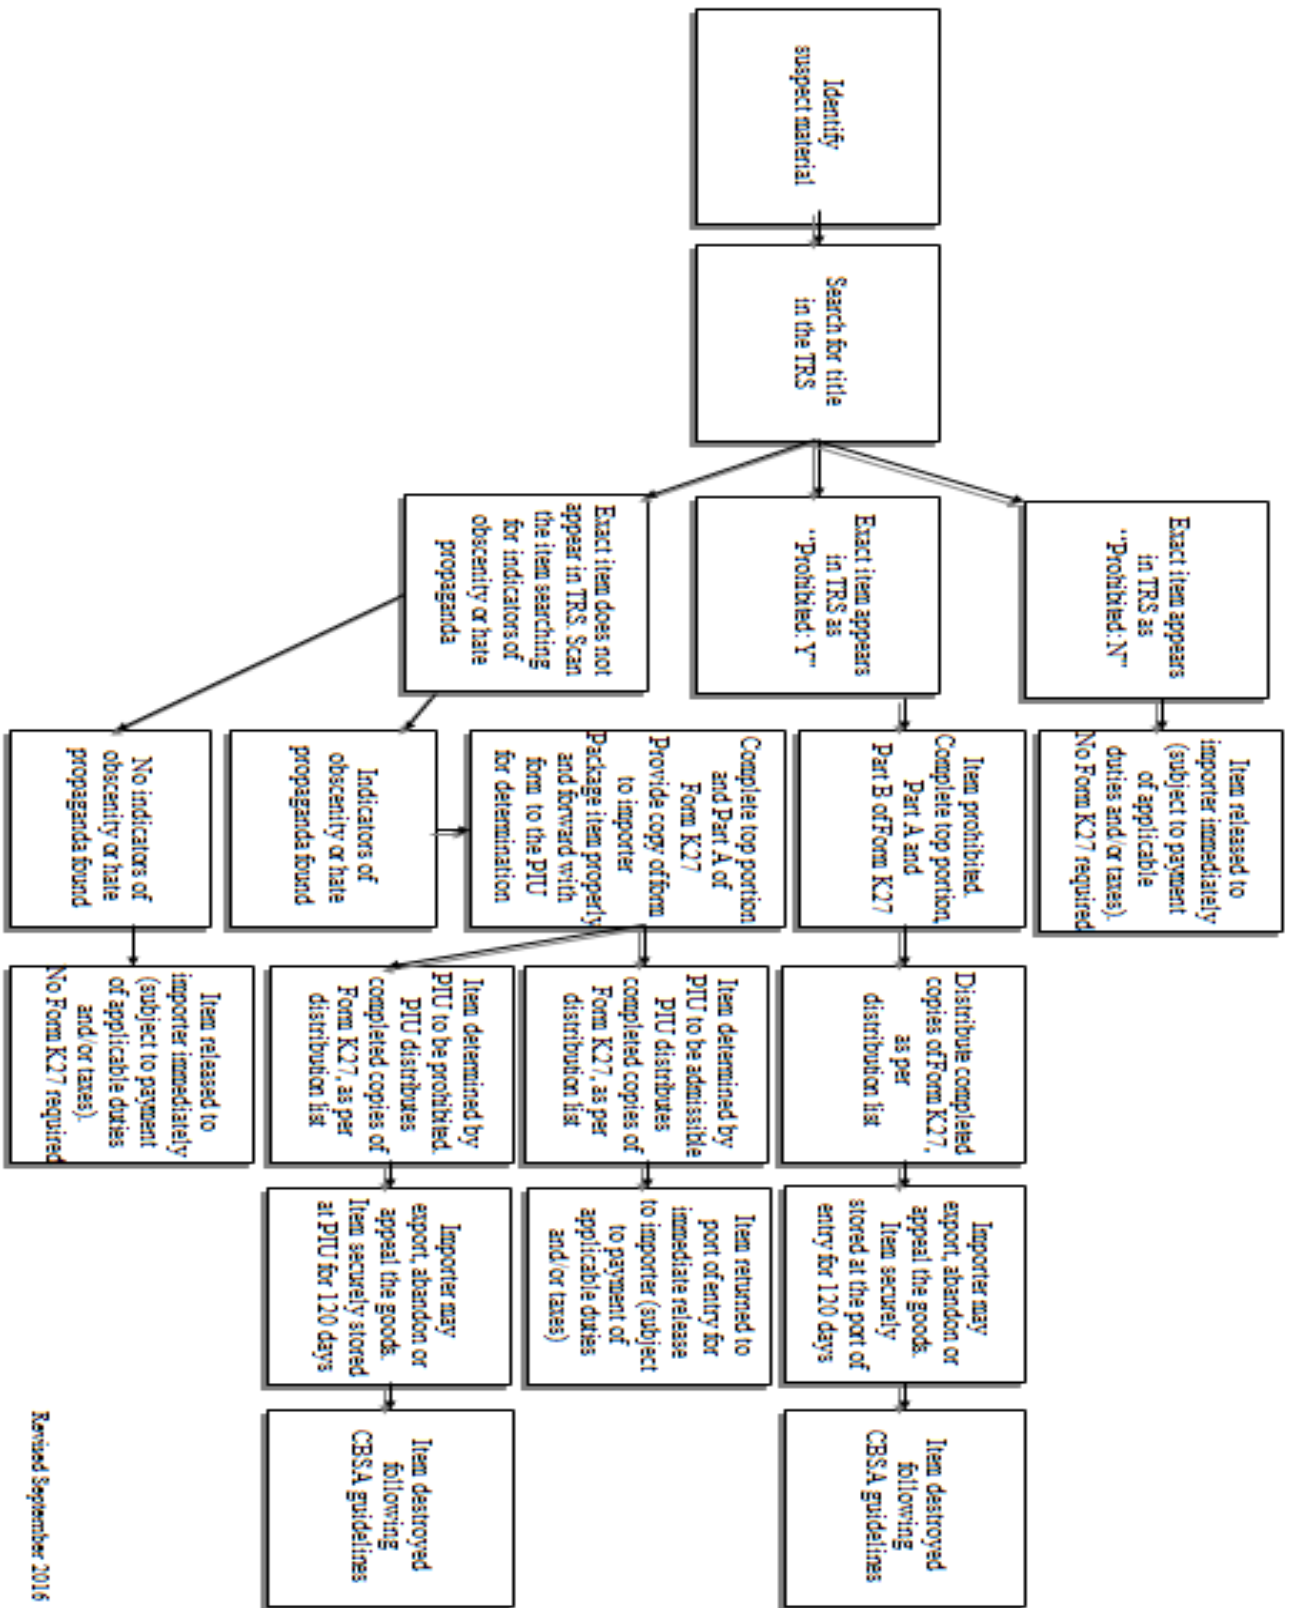 Identify
suspect material
Search for title
in the TRS
Exact item appears
in TRS as
"Prohibited: N"
Exact item appears
in TRS as
"Prohibited: Y"
Exact item does not
appear in TRS. Scan
the item searching
for indicators of
obscenity or hate
propaganda
Item released to
importer immediately
(subject to payment
of applicable
duties and/or taxes).
No Form K27 required
Item prohibited.
Complete top portion,
Part A and
Part B of Form K27
Complete top portion
and Part A of
Form K27
Provide copy of form
to importer
Package item properly
and forward with
form to the PIU
for determination
Indicators of
obscenity or hate
propaganda found
No indicators of
obscenity or hate
propaganda found
Distribute completed
copies of Form K27,
as per
distribution list
Item determined by
PIU to be admissible
PIU distributes
completed copies of
Form K27, as per
distribution list
Item determined by
PIU to be prohibited.
PIU distributes
completed copies of
Form K27, as per
distribution list
Item released to
importer immediately
(subject to payment
of applicable duties
and/or taxes).
No Form K27 required
Importer may
export, abandon or
appeal the goods.
Item securely
stored at the port of
entry for 120 days
Item returned to
port of entry for
immediate release
to importer (subject
to payment of
applicable duties
and/or taxes)
Importer may
export, abandon or
appeal the goods.
Item securely stored
at PIU for 120 days
Item destroyed
following
CBSA guidelines
Item destroyed
following
CBSA guidelines
Revised September 2016